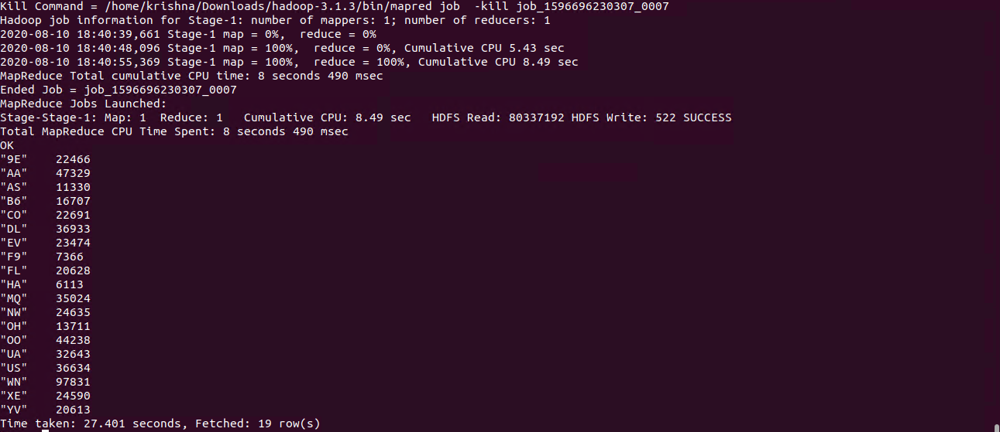 Kill Command = /home/krishna/Downloads/hadoop-3.1.3/bin/mapred job  -kill job_1596696230307_0007
Hadoop job information for Stage-1: number of mappers: 1; number of reducers: 1
2020-08-10 18:40:39,661 Stage-1 map = 0%,  reduce = 0%
2020-08-10 18:40:48,096 Stage-1 map = 100%,  reduce = 0%, Cumulative CPU 5.43 sec
2020-08-10 18:40:55,369 Stage-1 map = 100%,  reduce = 100%, Cumulative CPU 8.49 sec
MapReduce Total cumulative CPU time: 8 seconds 490 msec
Ended Job = job_1596696230307_0007
MapReduce Jobs Launched:
Stage-Stage-1: Map: 1  Reduce: 1   Cumulative CPU: 8.49 sec   HDFS Read: 80337192 HDFS Write: 522 SUCCESS
Total MapReduce CPU Time Spent: 8 seconds 490 msec
OK
"9E"    22466
"AA"    47329
"AS"    11330
"B6"    16707
"CO"    22691
"DL"    36933
"EV"    23474
"F9"    7366
"FL"    20628
"HA"    6113
"MQ"    35024
"NW"    24635
"OH"    13711
"OO"    44238
"UA"    32643
"US"    36634
"WN"    97831
"XE"    24590
"YV"    20613
Time taken: 27.401 seconds, Fetched: 19 row(s)